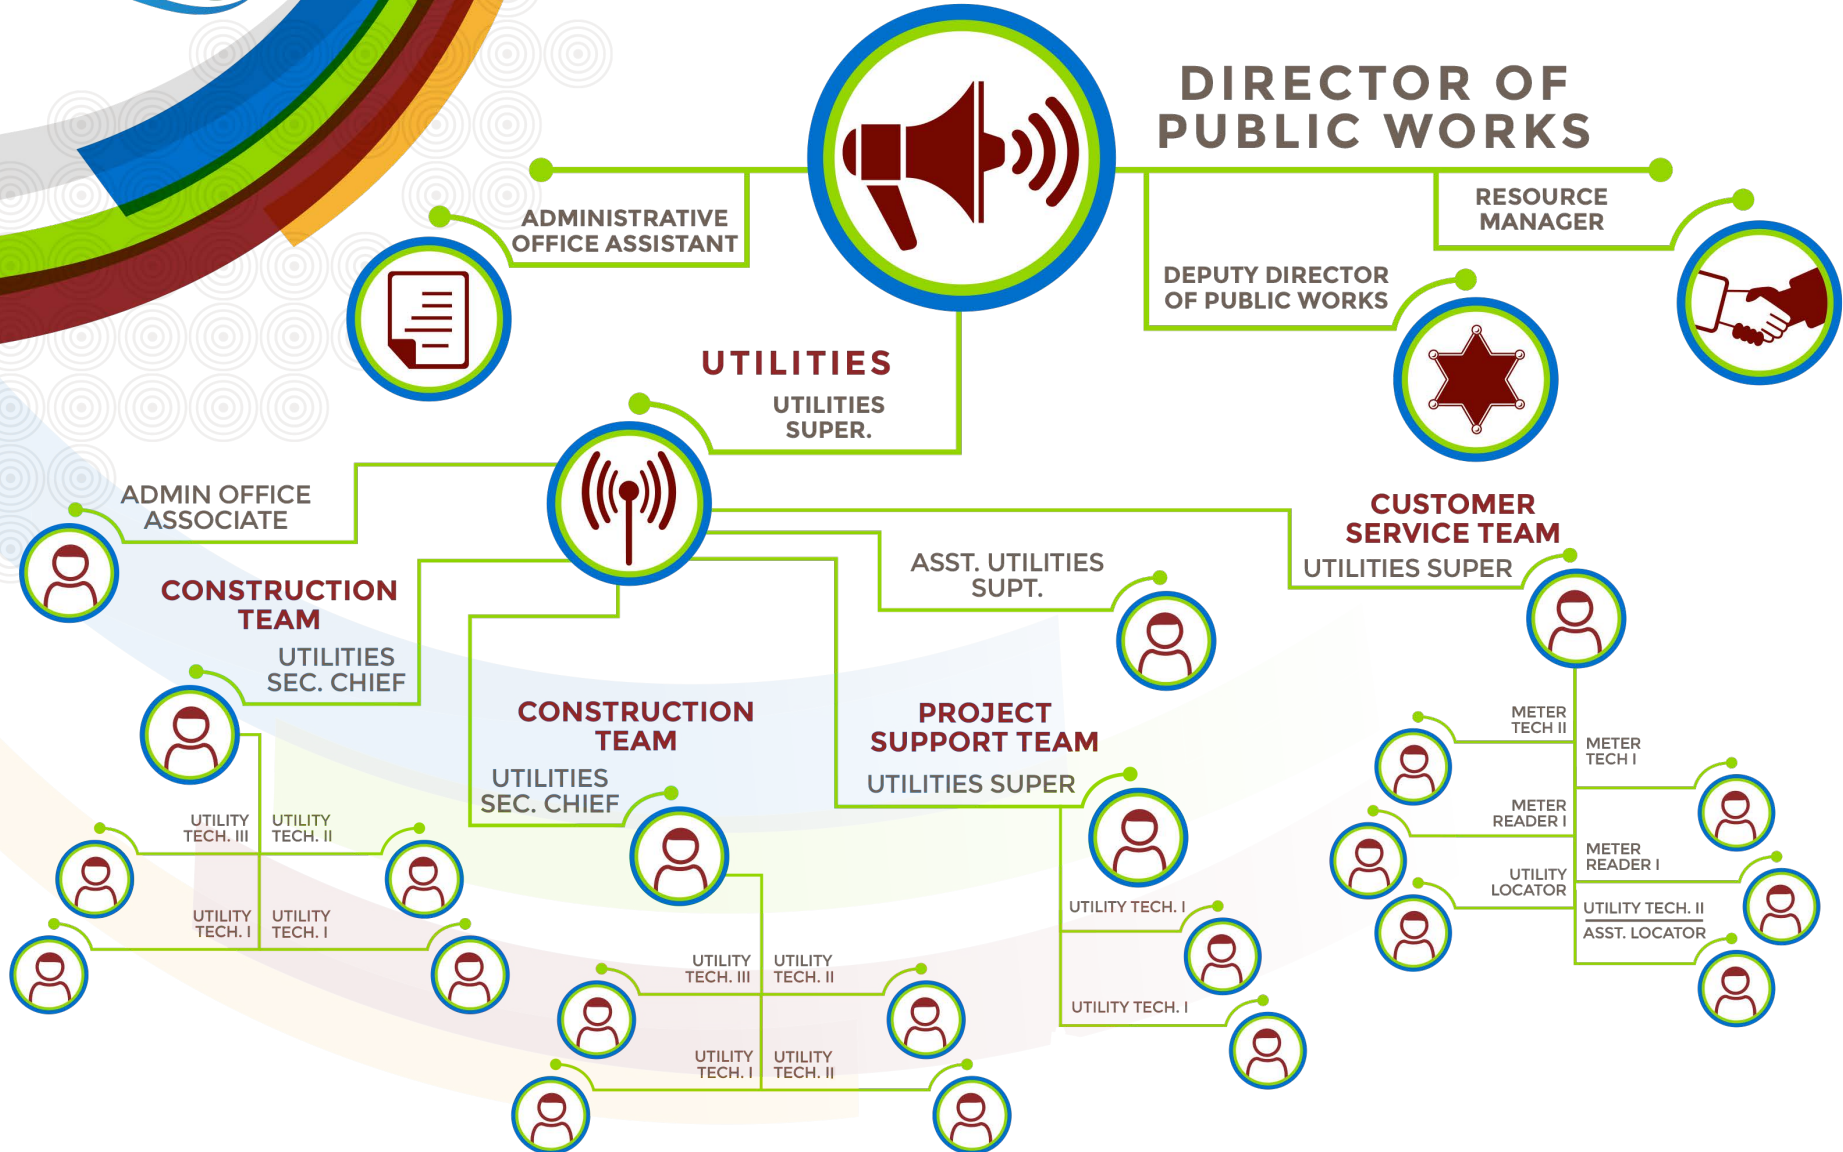 DIRECTOR OF
PUBLIC WORKS
ADMINISTRATIVE
OFFICE ASSISTANT
RESOURCE
MANAGER
DEPUTY DIRECTOR
OF PUBLIC WORKS
UTILITIES
UTILITIES
SUPER.
ADMIN OFFICE
ASSOCIATE
CONSTRUCTION
TEAM
UTILITIES
SEC. CHIEF
UTILITY
TECH. III
UTILITY
TECH. II
UTILITY
TECH. I
UTILITY
TECH. I
CONSTRUCTION
TEAM
UTILITIES
SEC. CHIEF
UTILITY
TECH. III
UTILITY
TECH. II
UTILITY
TECH. I
UTILITY
TECH. II
PROJECT
SUPPORT TEAM
UTILITIES SUPER
UTILITY TECH. I
UTILITY TECH. I
ASST. UTILITIES
SUPT.
CUSTOMER
SERVICE TEAM
UTILITIES SUPER
METER
TECH II
METER
TECH I
METER
READER I
METER
READER I
UTILITY
LOCATOR
UTILITY TECH. II
ASST. LOCATOR